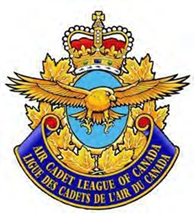 AIR CADET LEAGUE OF CANADA
LIGUE DES CADETS DE L'AIR DU CANADA